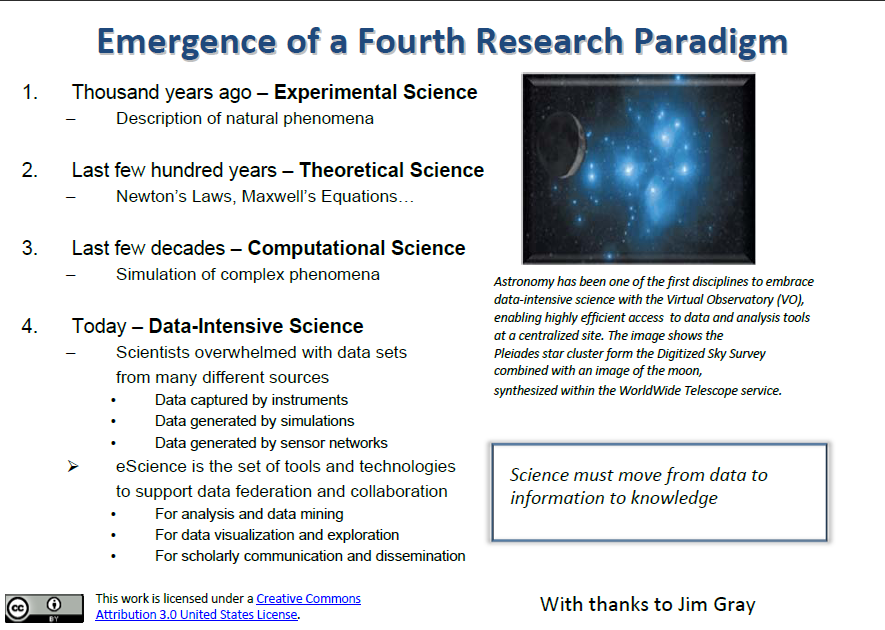 Emergence of a Fourth Research Paradigm
1. Thousand years ago – Experimental Science
– Description of natural phenomena
2. Last few hundred years – Theoretical Science
– Newton's Laws, Maxwell's Equations…
3. Last few decades – Computational Science
– Simulation of complex phenomena
4. Today – Data-Intensive Science
– Scientists overwhelmed with data sets
from many different sources
• Data captured by instruments
• Data generated by simulations
• Data generated by sensor networks
➢ eScience is the set of tools and technologies
to support data federation and collaboration
• For analysis and data mining
• For data visualization and exploration
• For scholarly communication and dissemination
Astronomy has been one of the first disciplines to embrace
data-intensive science with the Virtual Observatory (VO),
enabling highly efficient access to data and analysis tools
at a centralized site. The image shows the
Pleiades star cluster form the Digitized Sky Survey
combined with an image of the moon,
synthesized within the WorldWide Telescope service.
Science must move from data to
information to knowledge
cc
BY
This work is licensed under a Creative Commons
Attribution 3.0 United States License.
With thanks to Jim Gray